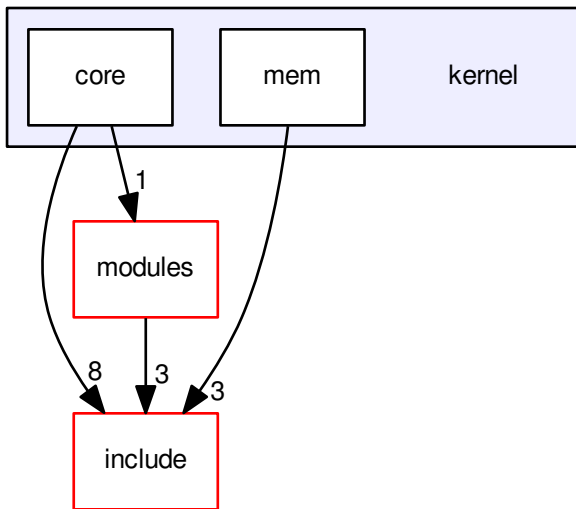 core
mem
kernel
1
modules
8
3
3
include